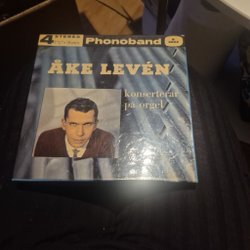 4 STEREO Phonoband
ÅKE LEVÉN
konserterar
på orgel